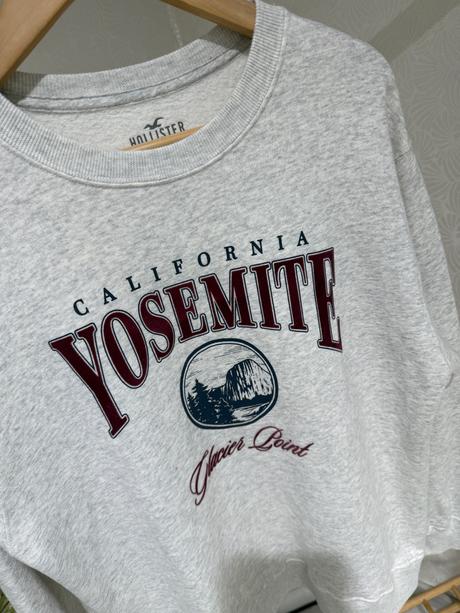 HOLLISTER
CALIFORNIA
YOSEMITE
Glacier Point